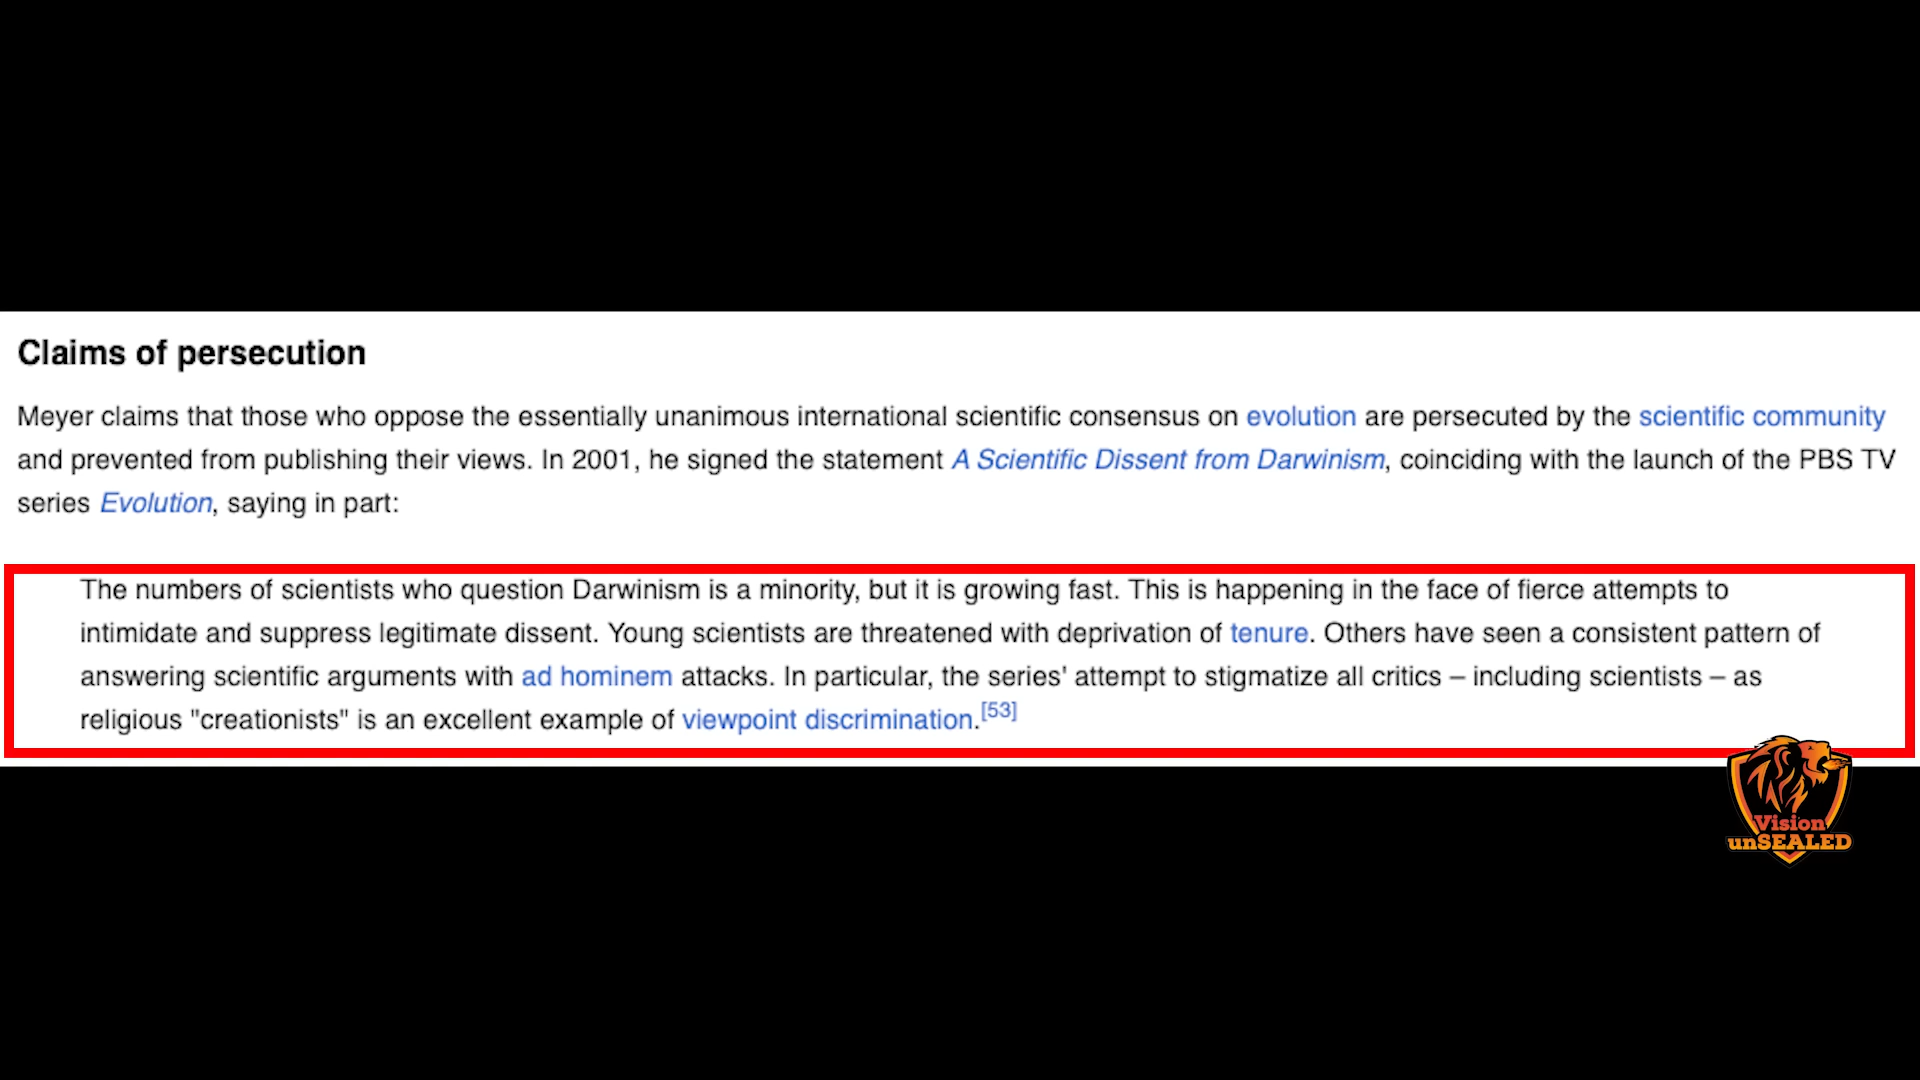 Claims of persecution
Meyer claims that those who oppose the essentially unanimous international scientific consensus on evolution are persecuted by the scientific community
and prevented from publishing their views. In 2001, he signed the statement A Scientific Dissent from Darwinism, coinciding with the launch of the PBS TV
series Evolution, saying in part:
The numbers of scientists who question Darwinism is a minority, but it is growing fast. This is happening in the face of fierce attempts to
intimidate and suppress legitimate dissent. Young scientists are threatened with deprivation of tenure. Others have seen a consistent pattern of
answering scientific arguments with ad hominem attacks. In particular, the series' attempt to stigmatize all critics – including scientists – as
religious "creationists" is an excellent example of viewpoint discrimination.[53]
Vision
unSEALED